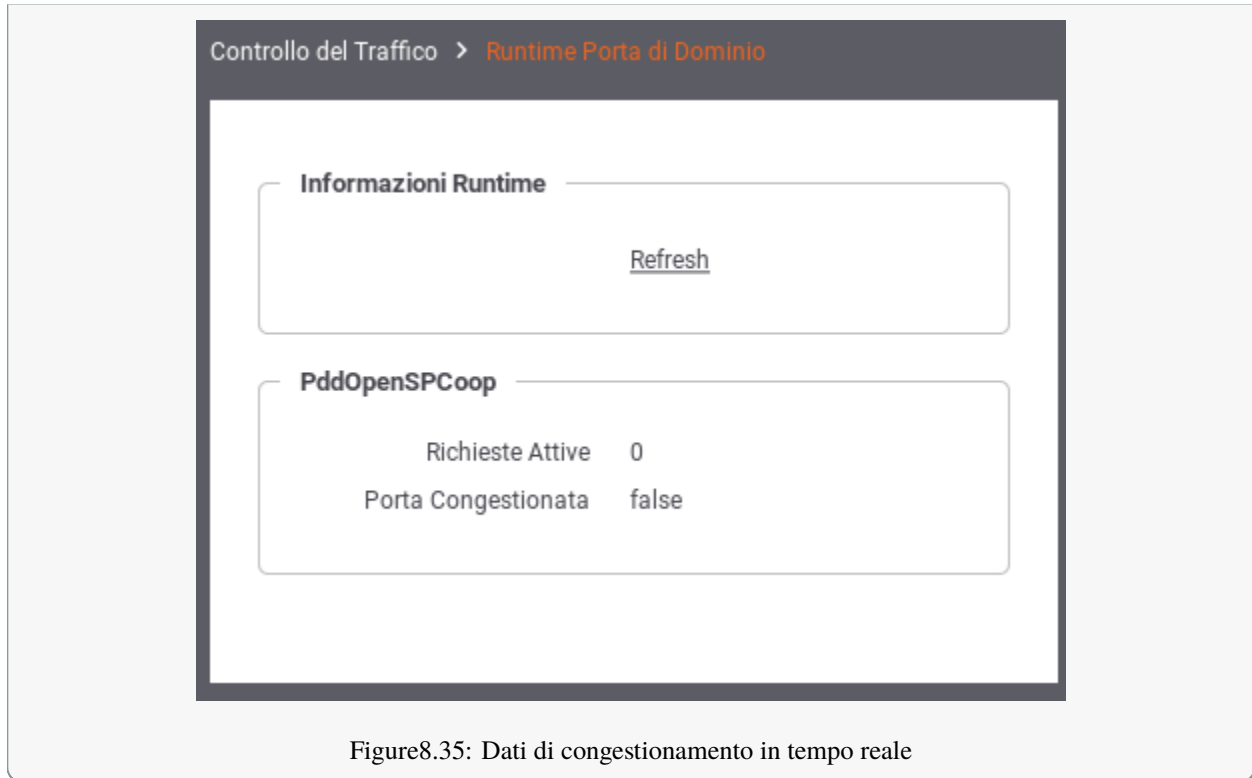 Controllo del Traffico > Runtime Porta di Dominio
Informazioni Runtime
Refresh
PddOpenSPCoop
Richieste Attive 0
Porta Congestionata false
Figure8.35: Dati di congestionamento in tempo reale